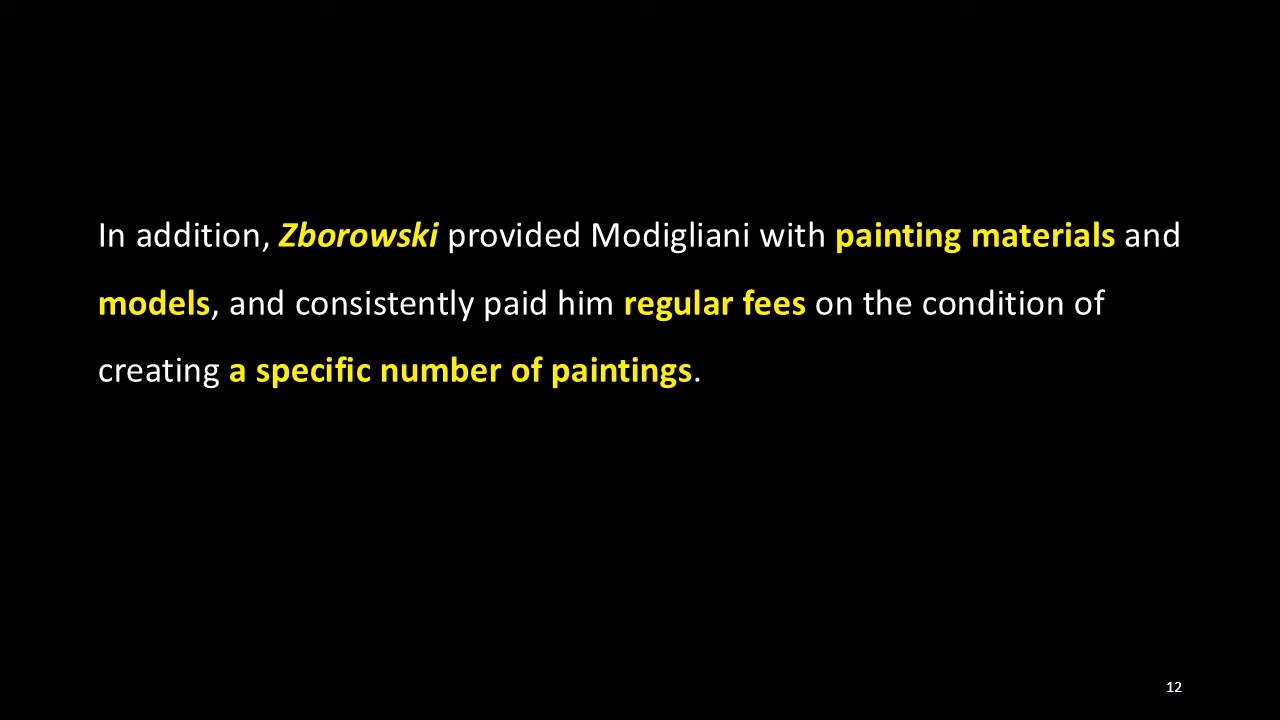 In addition, Zborowski provided Modigliani with painting materials and
models, and consistently paid him regular fees on the condition of
creating a specific number of paintings.
12